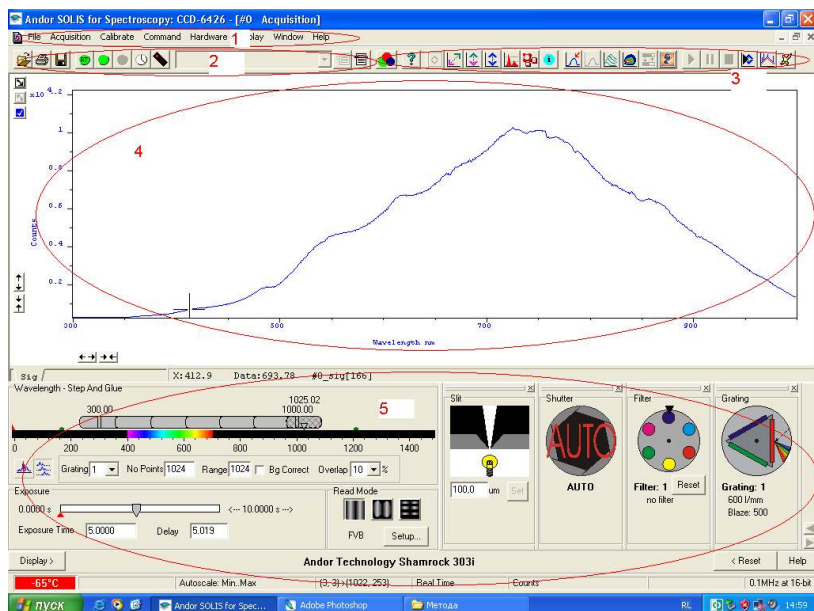 Andor SOLIS for Spectroscopy: CCD-6426 - [#0 Acquisition]
File Acquisition Calibrate Command Hardware 1 play Window Help
2
3
x10 4.2
1
0.8
0.6
0.4
0.2
Counts
4
300 500 700 900
Wavelength nm
Sig X:412.9 Data:693.78 #0_sig[166]
Wavelength - Step And Glue
5
1025.02
300.00 1000.00
0 200 400 600 800 1000 1200 1400
Grating 1 No Points 1024 Range 1024 Bg Correct Overlap 10 %
Exposure
0.0000 s <--- 10.0000 s --->
Exposure Time 5.0000 Delay 5.019
Read Mode
FVB Setup...
Slit
100,0 um Set
Shutter
AUTO
AUTO
Filter
Filter: 1 Reset
no filter
Grating
Grating: 1
600 l/mm
Blaze: 500
Display > Andor Technology Shamrock 303i < Reset Help
-65°C Autoscale: Min..Max (3, 3)->(1022, 253) Real Time Counts 0.1MHz at 16-bit
пуск Andor SOLIS for Spec... Adobe Photoshop Метода RL 14:59